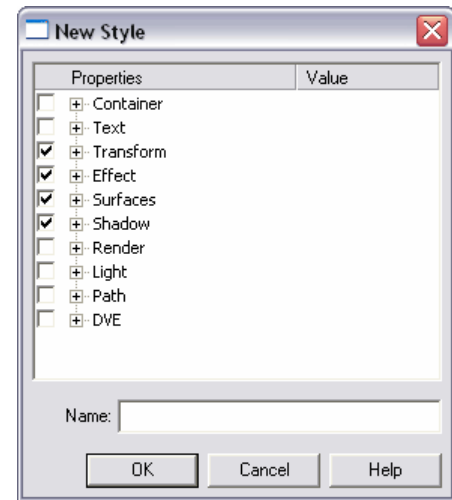 New Style
Properties Value
Container
Text
Transform
Effect
Surfaces
Shadow
Render
Light
Path
DVE
Name:
OK Cancel Help